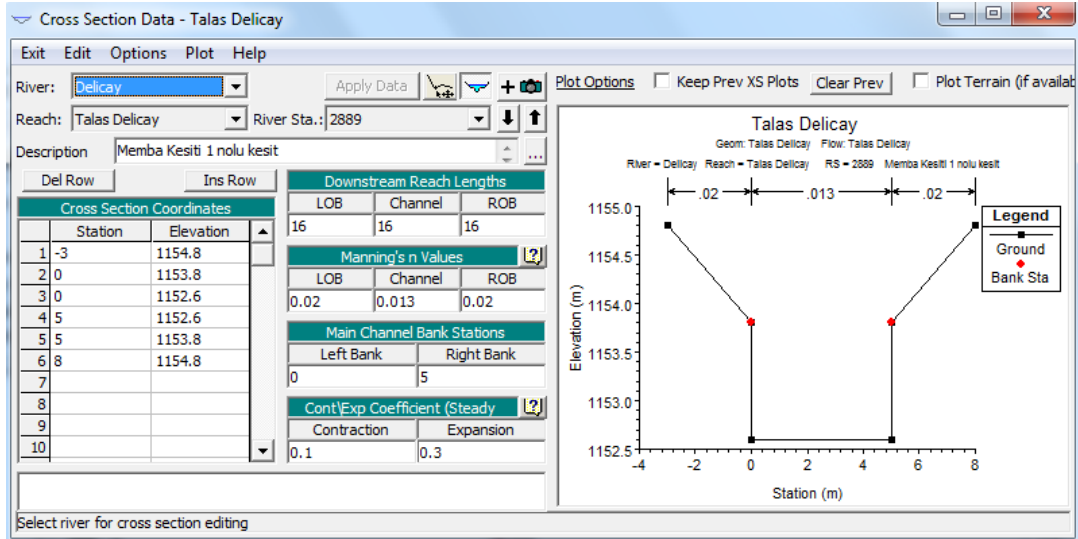 Cross Section Data - Talas Delicay
Exit Edit Options Plot Help
River: Delicay Apply Data
Reach: Talas Delicay River Sta.: 2889
Description Memba Kesiti 1 nolu kesit ...
Del Row Ins Row
Cross Section Coordinates
Station Elevation
1 -3 1154.8
2 0 1153.8
3 0 1152.6
4 5 1152.6
5 5 1153.8
6 8 1154.8
7
8
9
10
Downstream Reach Lengths
LOB Channel ROB
16 16 16
Manning's n Values ?
LOB Channel ROB
0.02 0.013 0.02
Main Channel Bank Stations
Left Bank Right Bank
0 5
Cont\Exp Coefficient (Steady ?
Contraction Expansion
0.1 0.3
Select river for cross section editing
Plot Options Keep Prev XS Plots Clear Prev Plot Terrain (if availab
Talas Delicay
Geom: Talas Delicay Flow: Talas Delicay
River = Delicay Reach = Talas Delicay RS = 2889 Memba Kesiti 1 nolu kesit
.02 .013 .02
1155.0
1154.5
1154.0
1153.5
1153.0
1152.5
Elevation (m)
-4 -2 0 2 4 6 8
Station (m)
Legend
Ground
Bank Sta